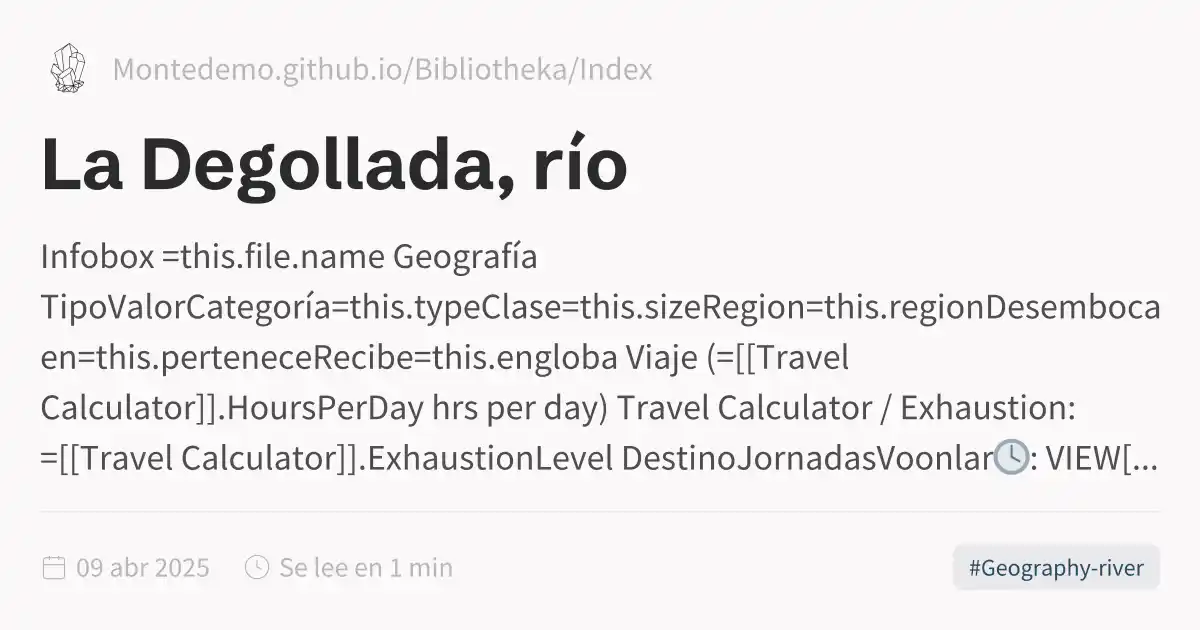 Montedemo.github.io/Bibliotheka/Index
La Degollada, río
Infobox =this.file.name Geografía
TipoValorCategoría=this.typeClase=this.sizeRegion=this.regionDesemboca
en=this.perteneceRecibe=this.engloba Viaje (=[[Travel
Calculator]].HoursPerDay hrs per day) Travel Calculator / Exhaustion:
=[[Travel Calculator]].ExhaustionLevel DestinoJornadasVoonlar🕓: VIEW[...
09 abr 2025 Se lee en 1 min #Geography-river